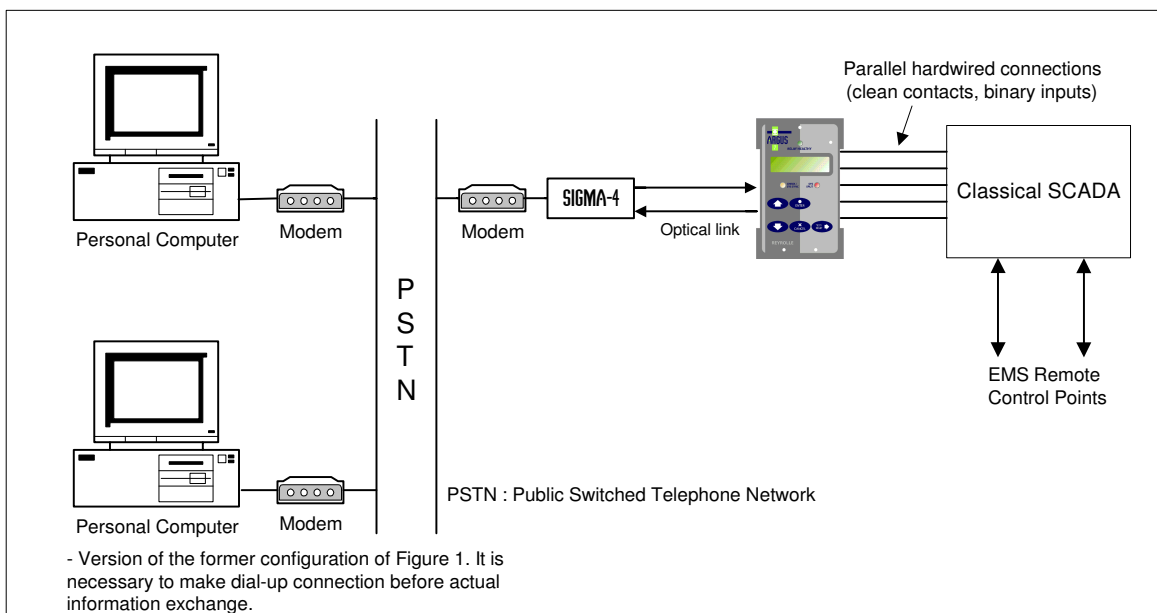 Parallel hardwired connections
(clean contacts, binary inputs)
ARGUS
SIGMA-4
Classical SCADA
Optical link
REYROLLE
Personal Computer
Modem
Modem
P
S
T
N
EMS Remote
Control Points
PSTN : Public Switched Telephone Network
Personal Computer
Modem
- Version of the former configuration of Figure 1. It is
necessary to make dial-up connection before actual
information exchange.